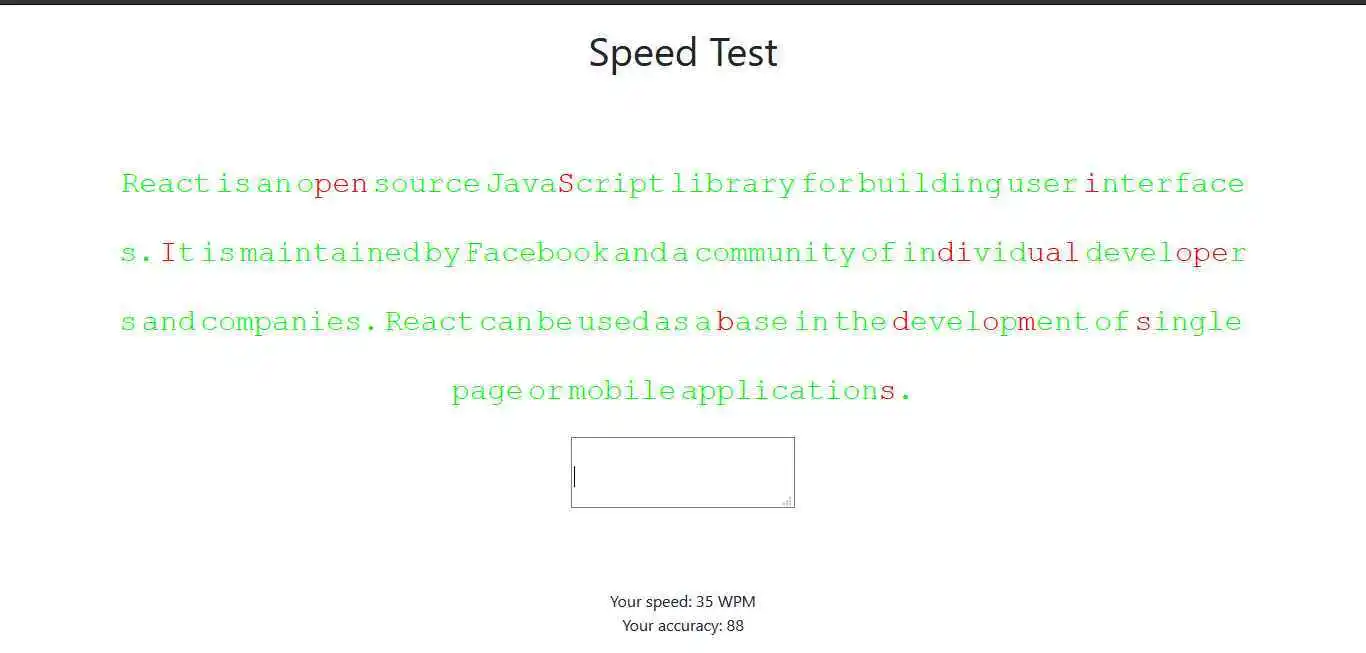 Speed Test
React is an open source JavaScript library for building user interface
s. It is maintained by Facebook and a community of individual developer
s and companies. React can be used as a base in the development of single
page or mobile applications.
Your speed: 35 WPM
Your accuracy: 88